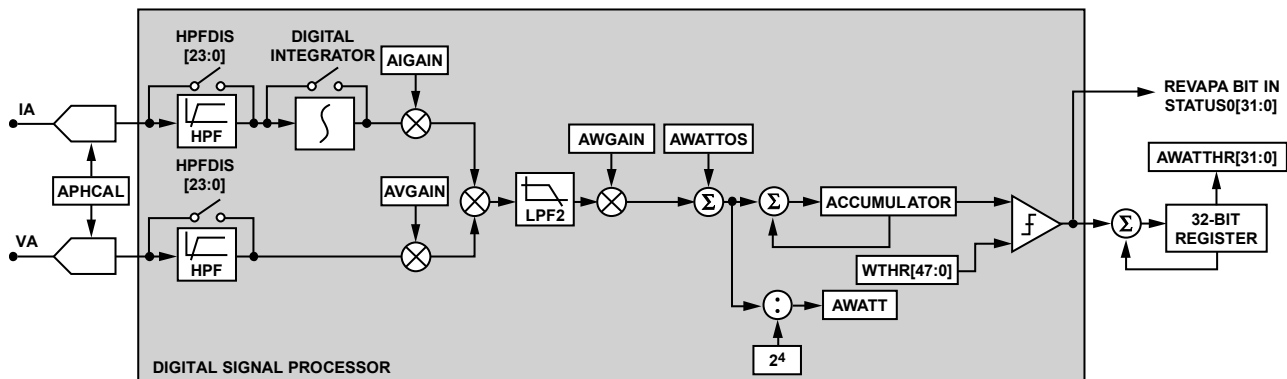 HPFDIS
[23:0]
DIGITAL
INTEGRATOR
AIGAIN
IA
HPF
REVAPA BIT IN
STATUS0[31:0]
APHCAL
HPFDIS
[23:0]
AVGAIN
LPF2
AWGAIN
AWATTOS
Σ
Σ
ACCUMULATOR
AWATTHR[31:0]
Σ
32-BIT
REGISTER
VA
HPF
WTHR[47:0]
:
AWATT
2⁴
DIGITAL SIGNAL PROCESSOR